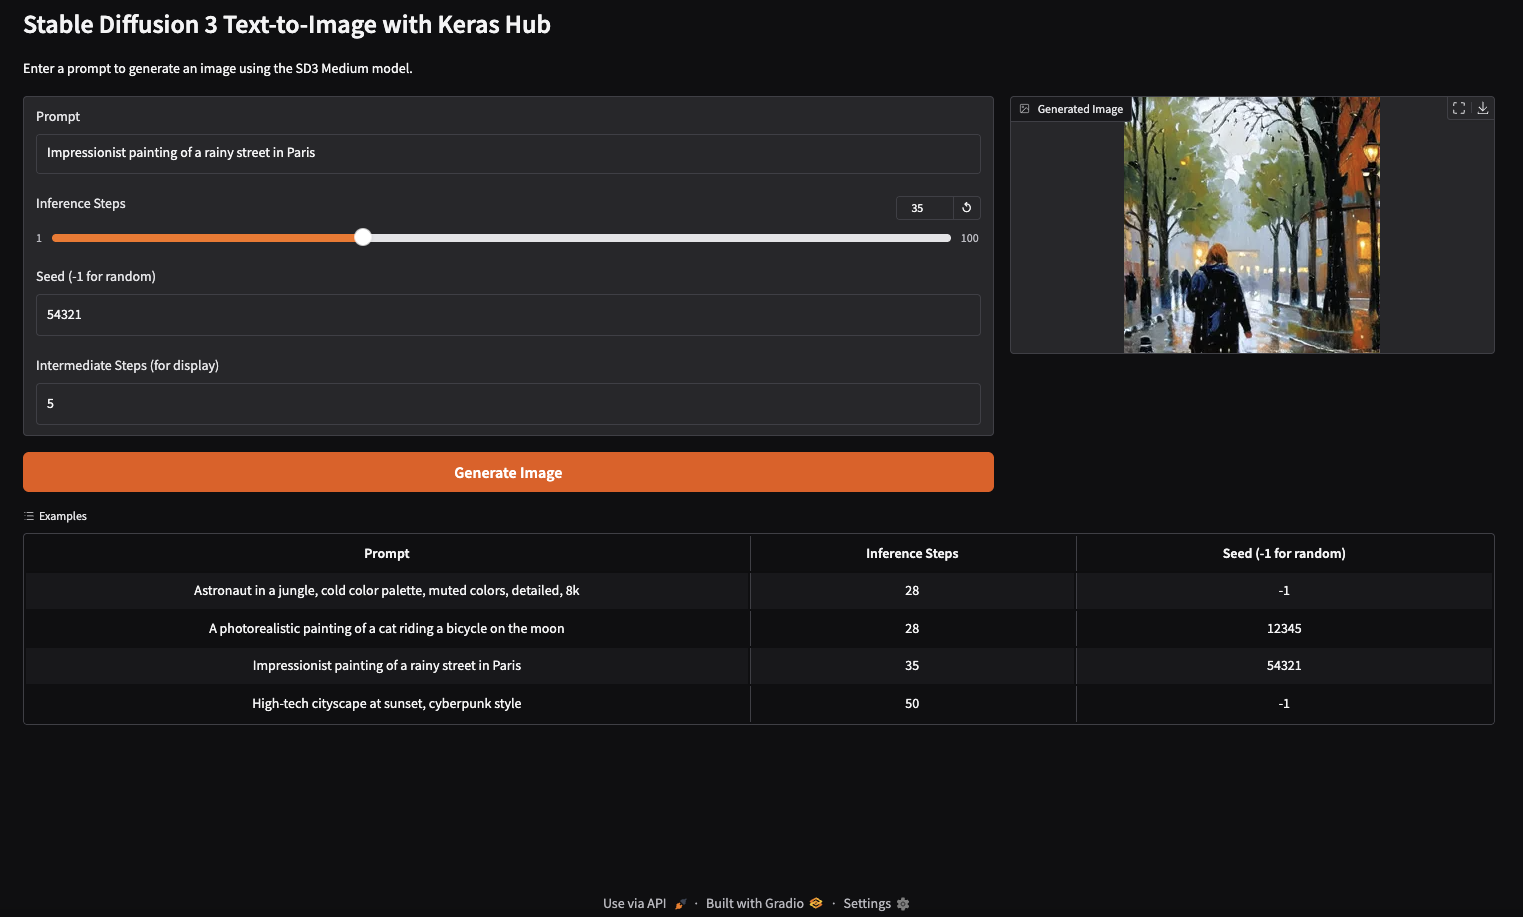 Stable Diffusion 3 Text-to-Image with Keras Hub
Enter a prompt to generate an image using the SD3 Medium model.
Prompt
Impressionist painting of a rainy street in Paris
Inference Steps
35
1
100
Seed (-1 for random)
54321
Intermediate Steps (for display)
5
Generate Image
Generated Image
Examples
Prompt Inference Steps Seed (-1 for random)
Astronaut in a jungle, cold color palette, muted colors, detailed, 8k 28 -1
A photorealistic painting of a cat riding a bicycle on the moon 28 12345
Impressionist painting of a rainy street in Paris 35 54321
High-tech cityscape at sunset, cyberpunk style 50 -1
Use via API · Built with Gradio · Settings